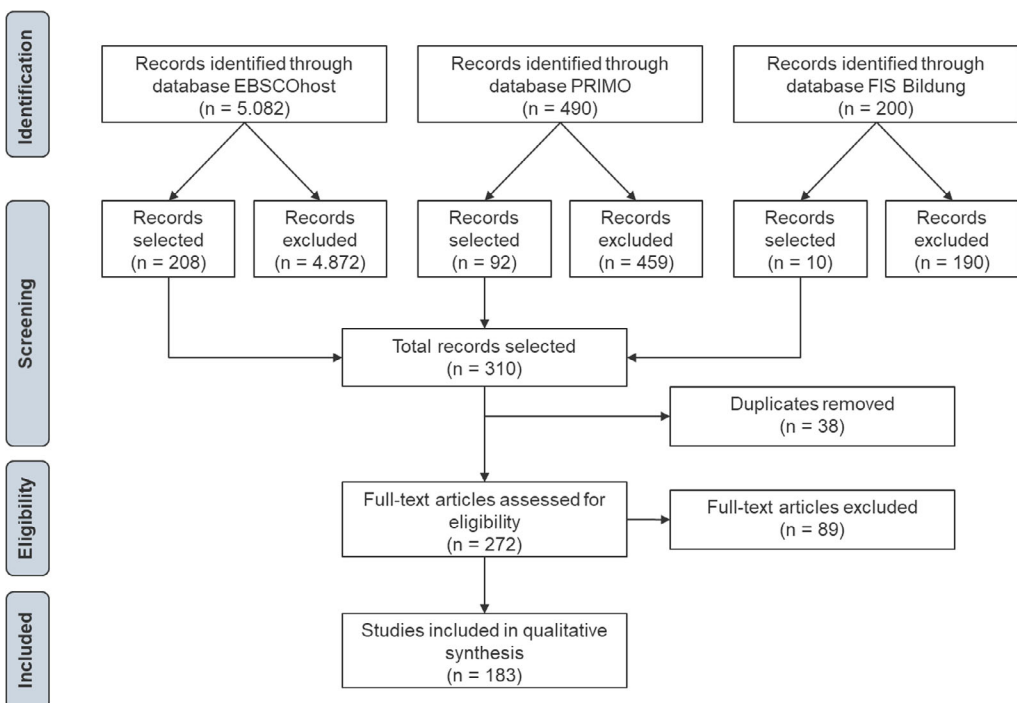 Identification
Records identified through
database EBSCOhost
(n = 5.082)
Records identified through
database PRIMO
(n = 490)
Records identified through
database FIS Bildung
(n = 200)
Screening
Records
selected
(n = 208)
Records
excluded
(n = 4.872)
Records
selected
(n = 92)
Records
excluded
(n = 459)
Records
selected
(n = 10)
Records
excluded
(n = 190)
Total records selected
(n = 310)
Duplicates removed
(n = 38)
Eligibility
Full-text articles assessed for
eligibility
(n = 272)
Full-text articles excluded
(n = 89)
Included
Studies included in qualitative
synthesis
(n = 183)